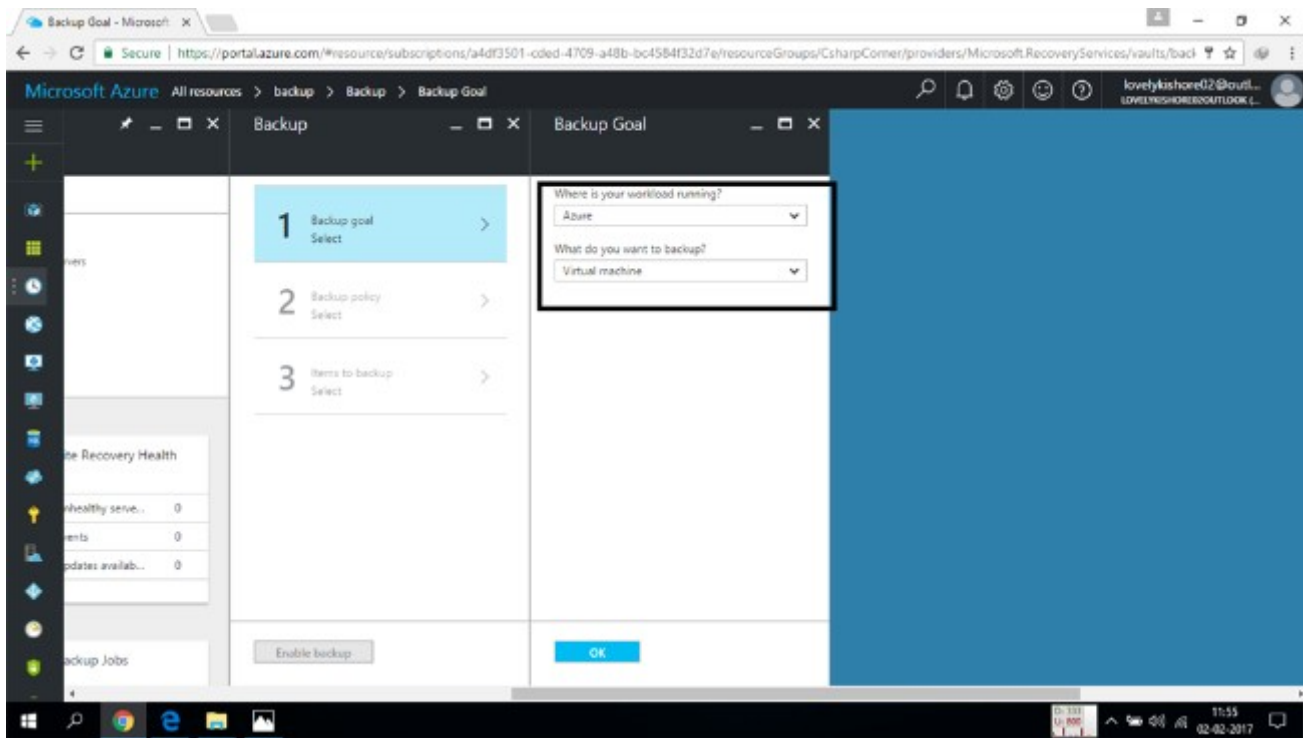 Backup Goal - Microsoft
Secure | https://portal.azure.com/#resource/subscriptions/a4df3501-cded-4709-a48b-bc4584f32d7e/resourceGroups/CsharpCorner/providers/Microsoft.RecoveryServices/vaults/back
Microsoft Azure All resources > backup > Backup > Backup Goal
lovelykishore02@outl...
Backup
Backup Goal
Where is your workload running?
Azure
What do you want to backup?
Virtual machine
1 Backup goal
Select
2 Backup policy
Select
3 Items to backup
Select
rvers
ite Recovery Health
nhealthy serve... 0
vents 0
pdates availab... 0
ackup Jobs
Enable backup
OK
11:55
02-02-2017